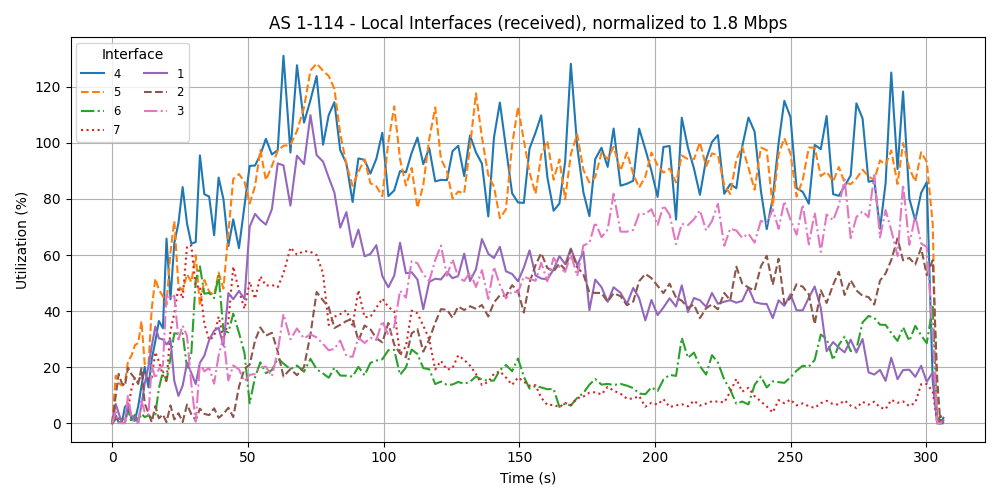 AS 1-114 - Local Interfaces (received), normalized to 1.8 Mbps
Interface
4 1
5 2
6 3
7
Utilization (%)
120
100
80
60
40
20
0
0 50 100 150 200 250 300
Time (s)